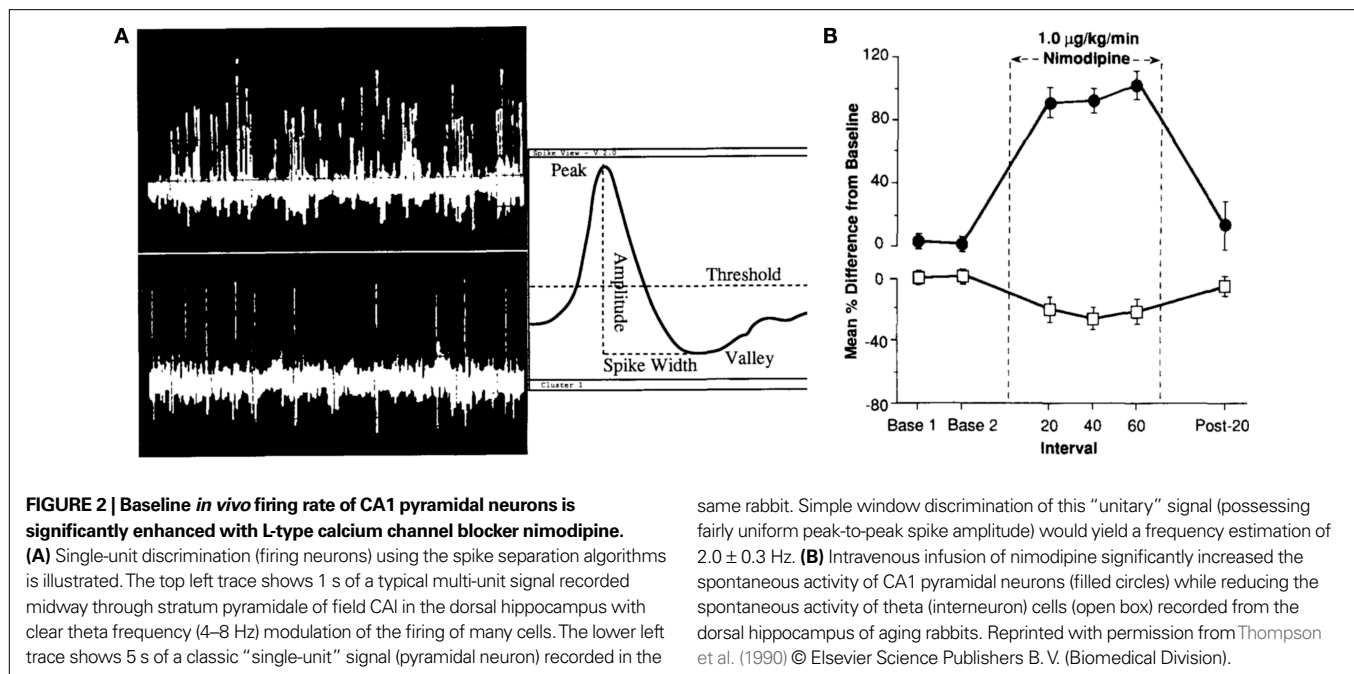 A
Spike View - V 2.0
Peak
Amplitude
Threshold
Spike Width
Valley
Cluster 1
B
1.0 µg/kg/min
Nimodipine
Mean % Difference from Baseline
120
80
40
0
0
-40
-80
Base 1 Base 2 20 40 60 Post-20
Interval
FIGURE 2 | Baseline in vivo firing rate of CA1 pyramidal neurons is
significantly enhanced with L-type calcium channel blocker nimodipine.
(A) Single-unit discrimination (firing neurons) using the spike separation algorithms
is illustrated. The top left trace shows 1 s of a typical multi-unit signal recorded
midway through stratum pyramidale of field CAI in the dorsal hippocampus with
clear theta frequency (4–8 Hz) modulation of the firing of many cells. The lower left
trace shows 5 s of a classic “single-unit” signal (pyramidal neuron) recorded in the
same rabbit. Simple window discrimination of this “unitary” signal (possessing
fairly uniform peak-to-peak spike amplitude) would yield a frequency estimation of
2.0 ± 0.3 Hz. (B) Intravenous infusion of nimodipine significantly increased the
spontaneous activity of CA1 pyramidal neurons (filled circles) while reducing the
spontaneous activity of theta (interneuron) cells (open box) recorded from the
dorsal hippocampus of aging rabbits. Reprinted with permission from Thompson
et al. (1990) © Elsevier Science Publishers B. V. (Biomedical Division).